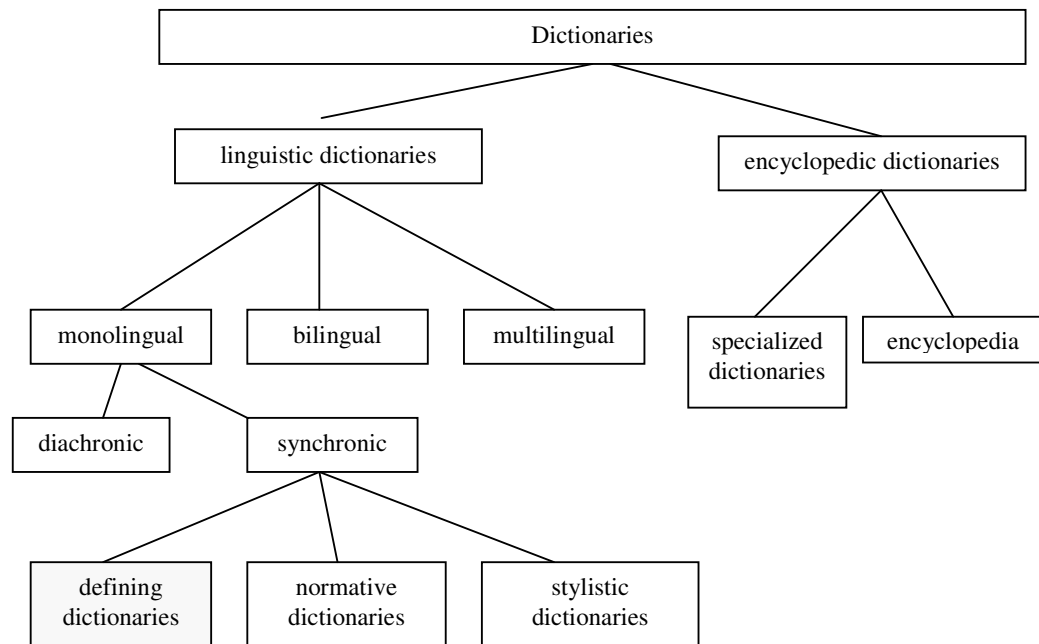 Dictionaries
linguistic dictionaries
encyclopedic dictionaries
monolingual
bilingual
multilingual
specialized
dictionaries
encyclopedia
diachronic
synchronic
defining
dictionaries
normative
dictionaries
stylistic
dictionaries